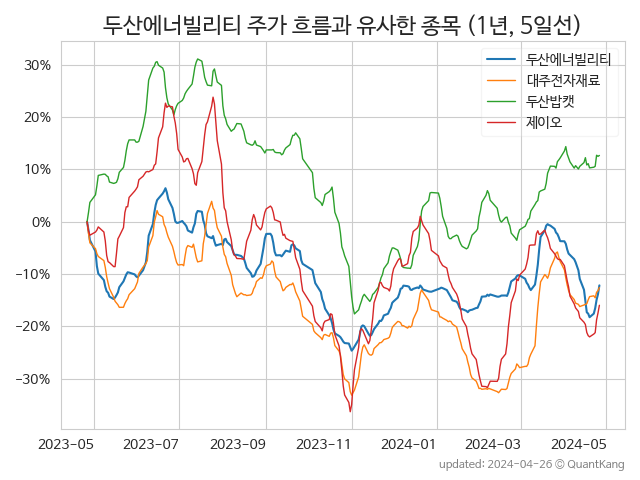 두산에너빌리티 주가 흐름과 유사한 종목 (1년, 5일선)
두산에너빌리티
대주전자재료
두산밥캣
제이오
30%
20%
10%
0%
−10%
−20%
−30%
2023-05 2023-07 2023-09 2023-11 2024-01 2024-03 2024-05
updated: 2024-04-26 © QuantKang